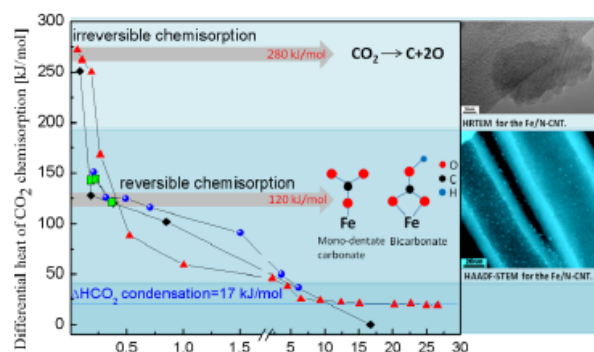 Differential heat of CO₂ chemisorption [kJ/mol]
300
250
200
150
100
50
0
irreversible chemisorption
280 kJ/mol
CO₂ → C+2O
reversible chemisorption
120 kJ/mol
Fe
Mono-dentate
carbonate
Fe
Bicarbonate
O
C
H
ΔHCO₂ condensation=17 kJ/mol
0.5
1.0
1.5
5
10
15
20
25
30
HRTEM for the Fe/N-CNT.
HAADF-STEM for the Fe/N-CNT.